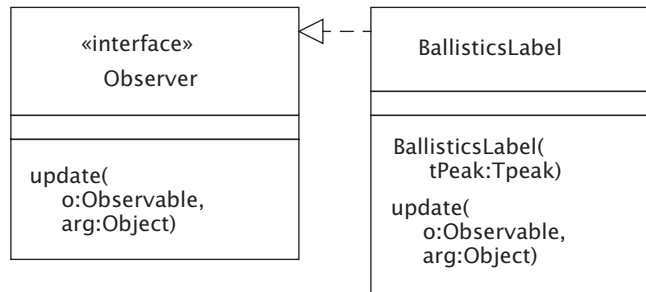 «interface»
Observer
update(
o:Observable,
arg:Object)
BallisticsLabel
BallisticsLabel(
tPeak:Tpeak)
update(
o:Observable,
arg:Object)